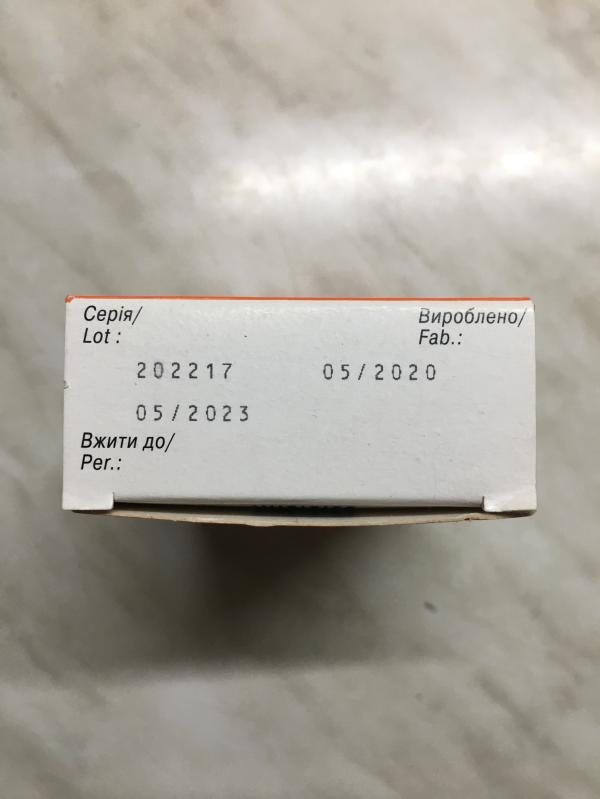 Серія/ Вироблено/
Lot : Fab.:
202217 05/2020
05/2023
Вжити до/
Per.: